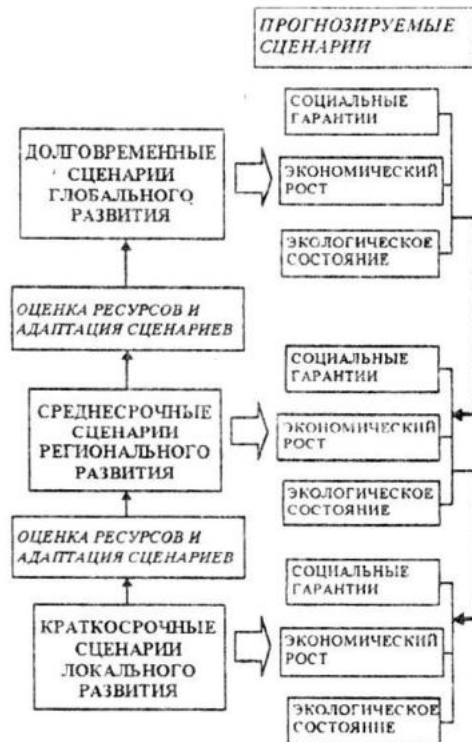 ПРОГНОЗИРУЕМЫЕ
СЦЕНАРИИ
СОЦИАЛЬНЫЕ
ГАРАНТИИ
ДОЛГОВРЕМЕННЫЕ
СЦЕНАРИИ
ГЛОБАЛЬНОГО
РАЗВИТИЯ
ЭКОНОМИЧЕСКИЙ
РОСТ
ЭКОЛОГИЧЕСКОЕ
СОСТОЯНИЕ
ОЦЕНКА РЕСУРСОВ И
АДАПТАЦИЯ СЦЕНАРИЕВ
СОЦИАЛЬНЫЕ
ГАРАНТИИ
СРЕДНЕСРОЧНЫЕ
СЦЕНАРИИ
РЕГИОНАЛЬНОГО
РАЗВИТИЯ
ЭКОНОМИЧЕСКИЙ
РОСТ
ЭКОЛОГИЧЕСКОЕ
СОСТОЯНИЕ
ОЦЕНКА РЕСУРСОВ И
АДАПТАЦИЯ СЦЕНАРИЕВ
СОЦИАЛЬНЫЕ
ГАРАНТИИ
КРАТКОСРОЧНЫЕ
СЦЕНАРИИ
ЛОКАЛЬНОГО
РАЗВИТИЯ
ЭКОНОМИЧЕСКИЙ
РОСТ
ЭКОЛОГИЧЕСКОЕ
СОСТОЯНИЕ